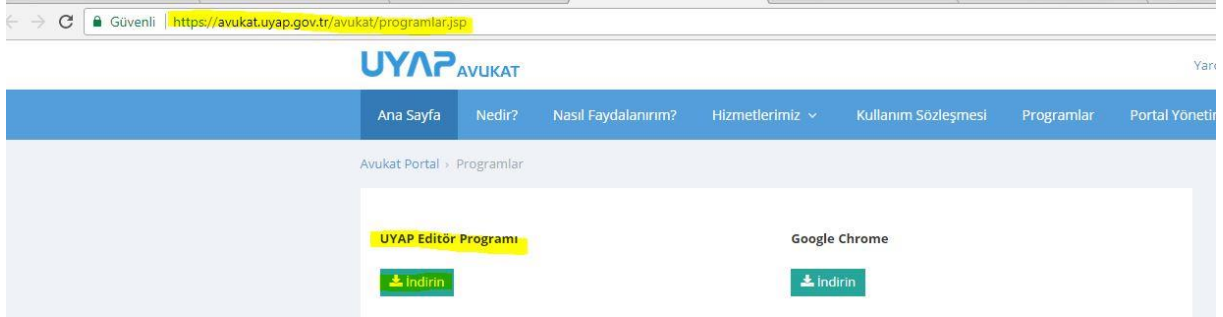 Güvenli https://avukat.uyap.gov.tr/avukat/programlar.jsp
UYAP AVUKAT
Ana Sayfa Nedir? Nasıl Faydalanırım? Hizmetlerimiz Kullanım Sözleşmesi Programlar Portal
Avukat Portal › Programlar
UYAP Editör Programı Google Chrome
İndirin İndirin